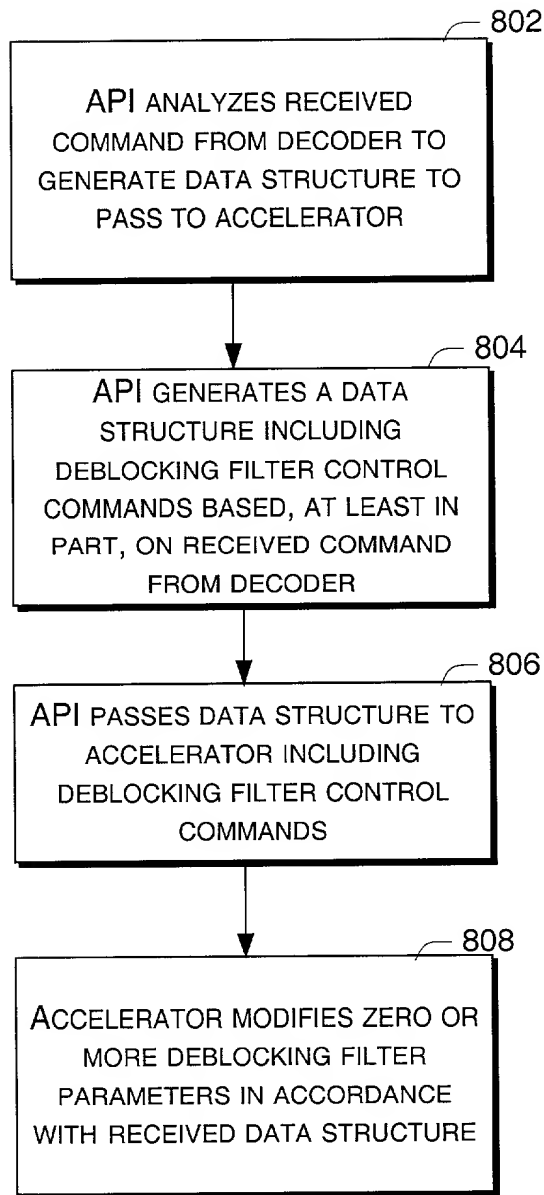 802
API ANALYZES RECEIVED
COMMAND FROM DECODER TO
GENERATE DATA STRUCTURE TO
PASS TO ACCELERATOR
804
API GENERATES A DATA
STRUCTURE INCLUDING
DEBLOCKING FILTER CONTROL
COMMANDS BASED, AT LEAST IN
PART, ON RECEIVED COMMAND
FROM DECODER
806
API PASSES DATA STRUCTURE TO
ACCELERATOR INCLUDING
DEBLOCKING FILTER CONTROL
COMMANDS
808
ACCELERATOR MODIFIES ZERO OR
MORE DEBLOCKING FILTER
PARAMETERS IN ACCORDANCE
WITH RECEIVED DATA STRUCTURE